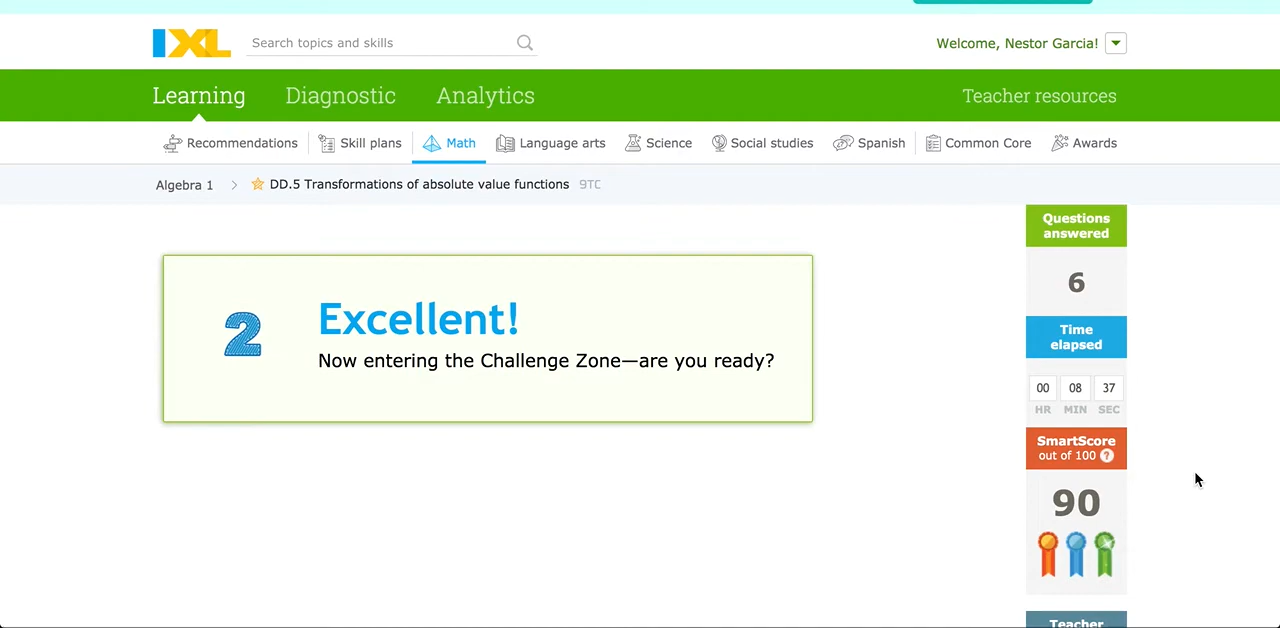 IXL
Search topics and skills
Welcome, Nestor Garcia!
Learning Diagnostic Analytics Teacher resources
Recommendations Skill plans Math Language arts Science Social studies Spanish Common Core Awards
Algebra 1 > DD.5 Transformations of absolute value functions 9TC
2
Excellent!
Now entering the Challenge Zone—are you ready?
Questions
answered
6
Time
elapsed
00 08 37
HR MIN SEC
SmartScore
out of 100 ?
90
Teacher